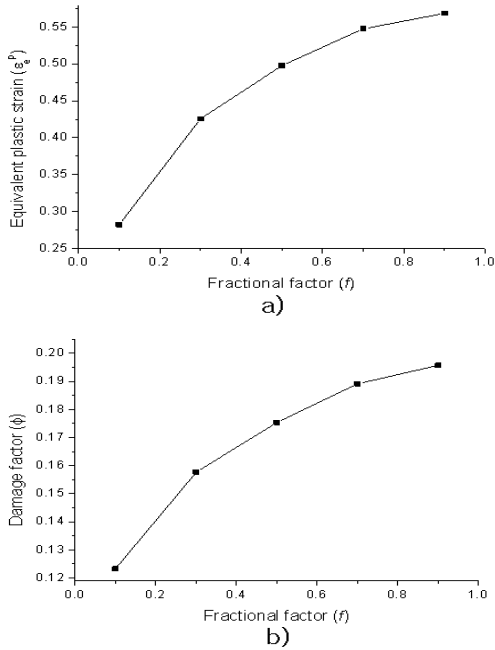 0.55
0.50
0.45
0.40
0.35
0.30
0.25
Equivalent plastic strain (εₑᵖ)
0.0 0.2 0.4 0.6 0.8 1.0
Fractional factor (f)
a)
0.20
0.19
0.18
0.17
0.16
0.15
0.14
0.13
0.12
Damage factor (ϕ)
0.0 0.2 0.4 0.6 0.8 1.0
Fractional factor (f)
b)